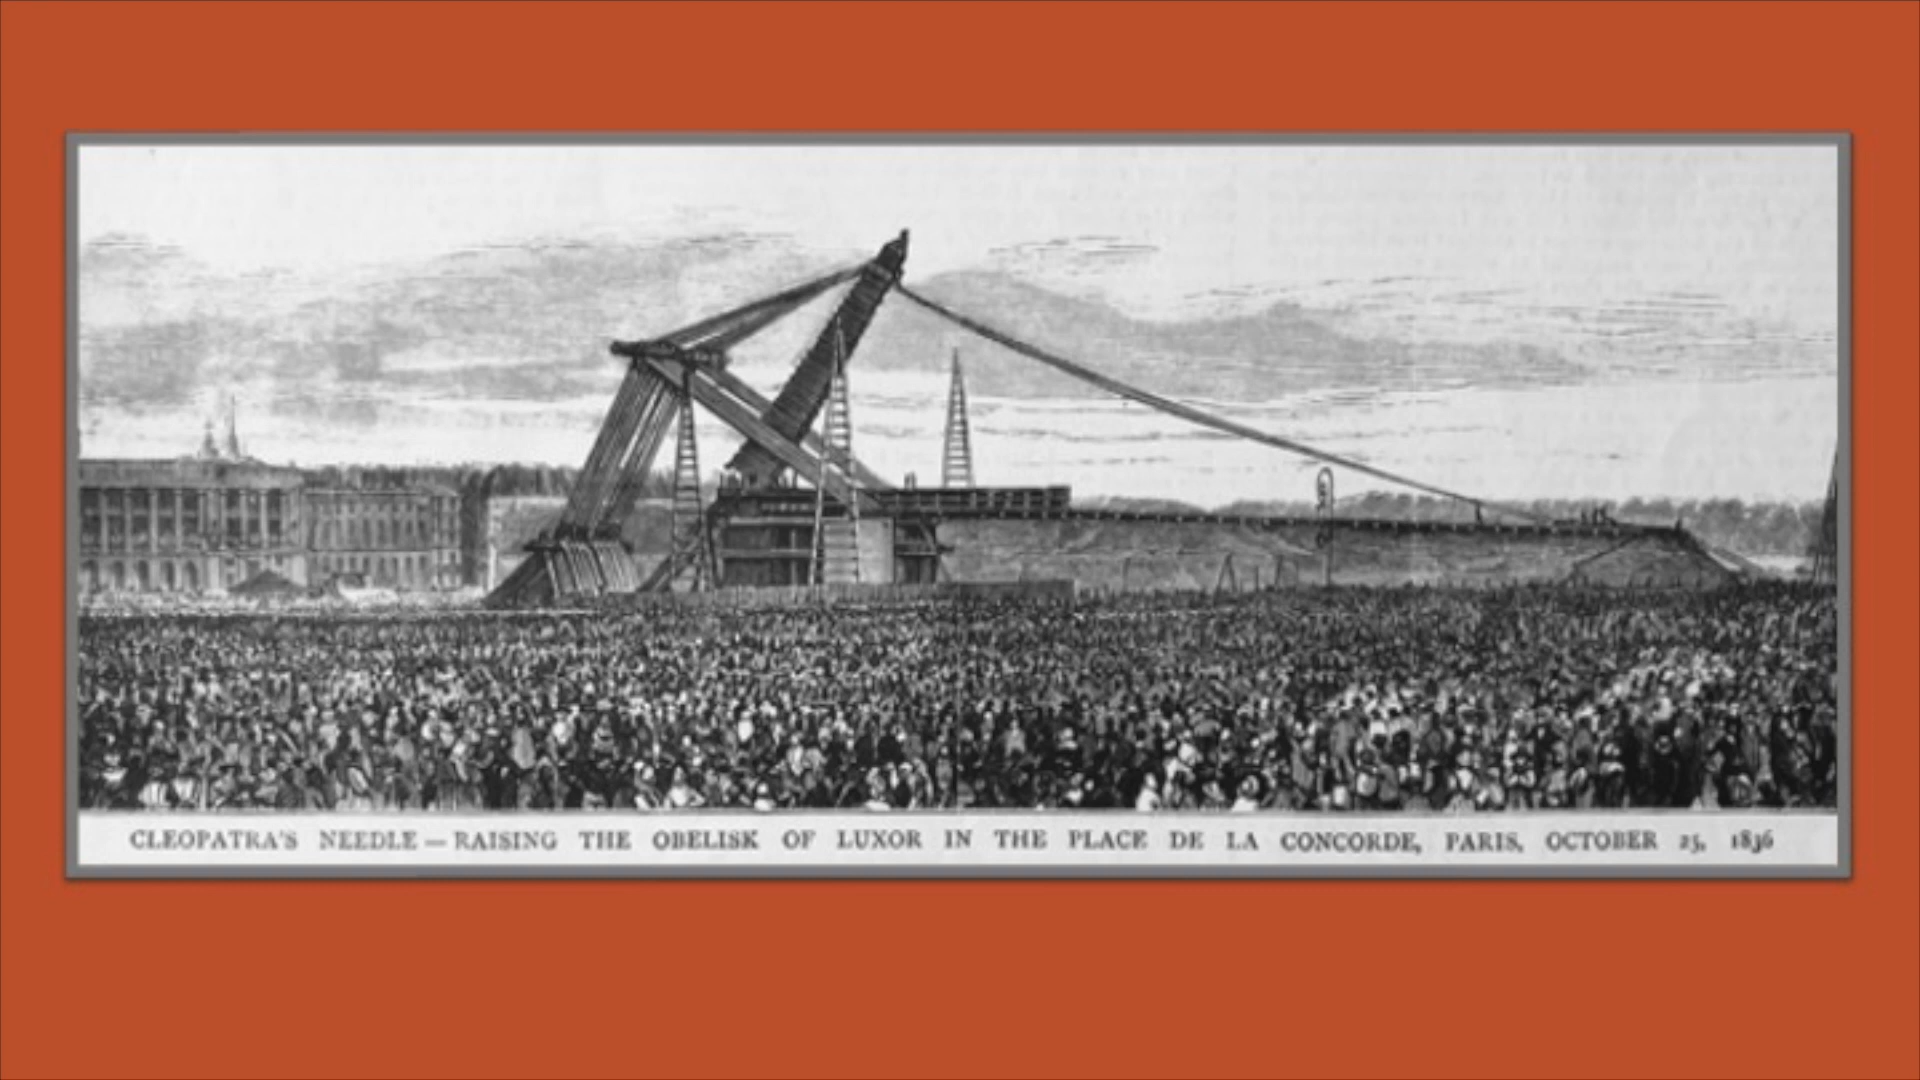 CLEOPATRA'S NEEDLE — RAISING THE OBELISK OF LUXOR IN THE PLACE DE LA CONCORDE, PARIS, OCTOBER 25, 1836